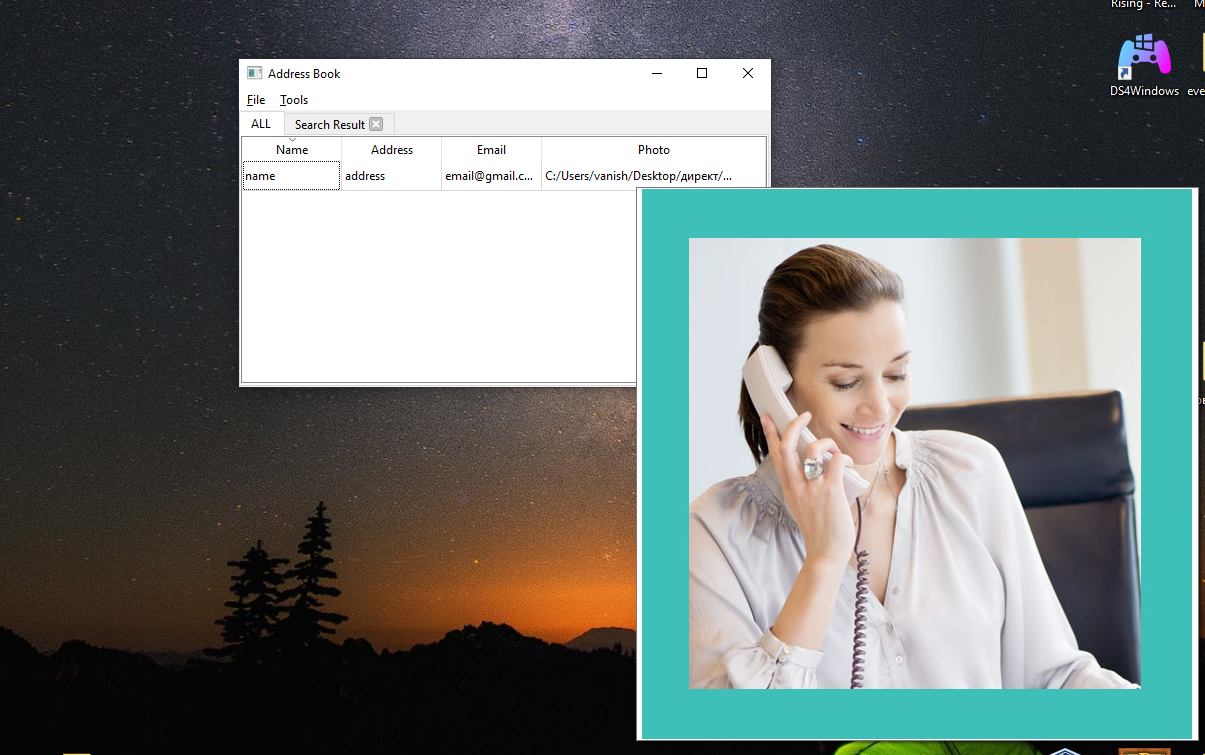 Rising - Re...
DS4Windows
eve
Address Book
File Tools
ALL Search Result
Name Address Email Photo
name address email@gmail.c... C:/Users/vanish/Desktop/директ/...